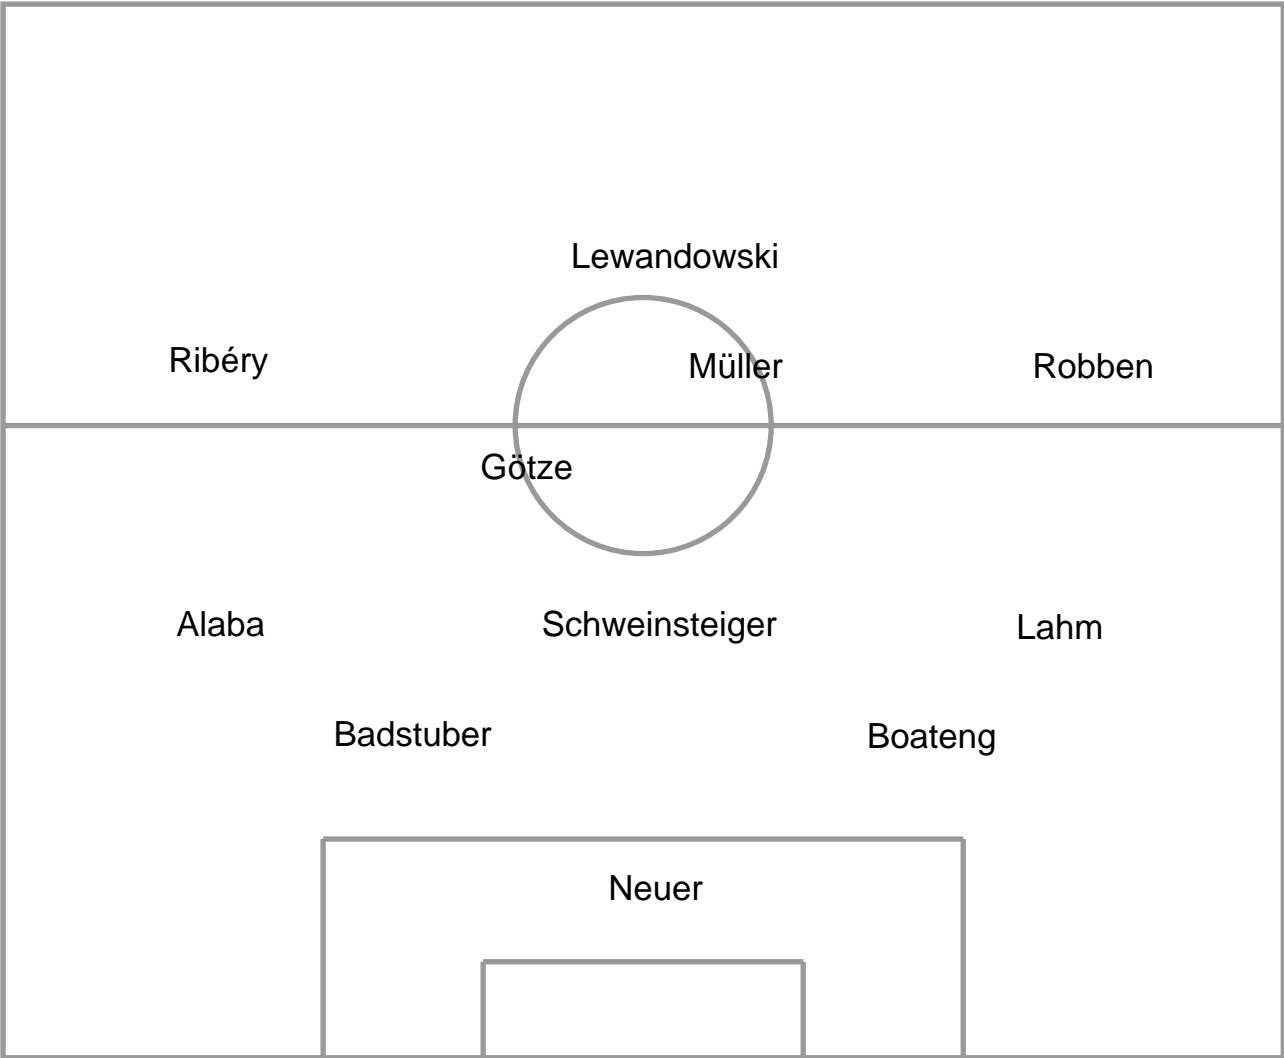 Lewandowski
Ribéry
Müller
Robben
Götze
Alaba
Schweinsteiger
Lahm
Badstuber
Boateng
Neuer